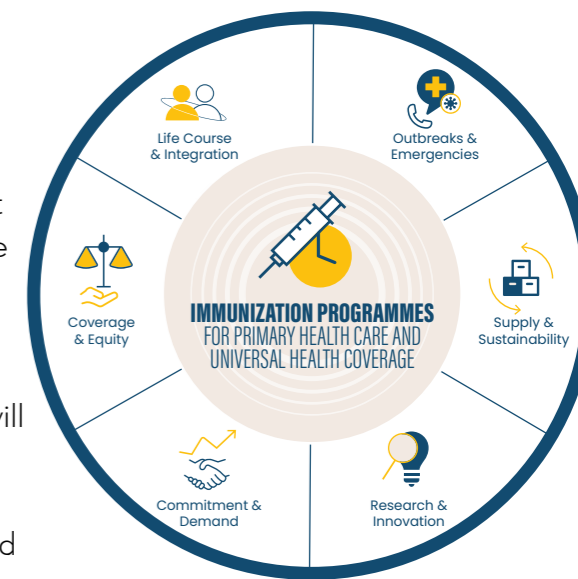 Life Course
& Integration
Outbreaks &
Emergencies
Coverage
& Equity
IMMUNIZATION PROGRAMMES
FOR PRIMARY HEALTH CARE AND
UNIVERSAL HEALTH COVERAGE
Supply &
Sustainability
Commitment &
Demand
Research &
Innovation